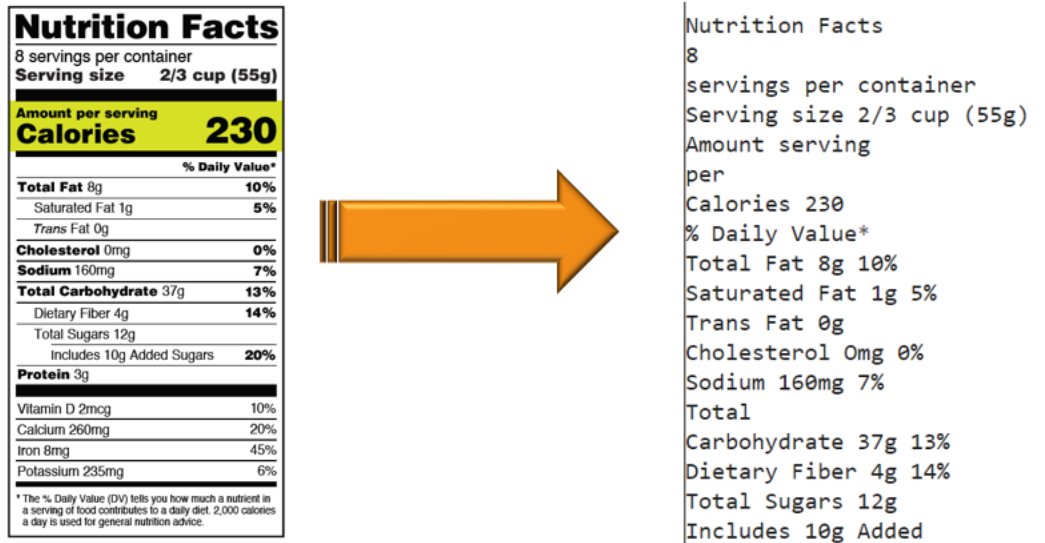 Nutrition Facts
8 servings per container
Serving size 2/3 cup (55g)
Amount per serving
Calories 230
% Daily Value*
Total Fat 8g 10%
Saturated Fat 1g 5%
Trans Fat 0g
Cholesterol 0mg 0%
Sodium 160mg 7%
Total Carbohydrate 37g 13%
Dietary Fiber 4g 14%
Total Sugars 12g
Includes 10g Added Sugars 20%
Protein 3g
Vitamin D 2mcg 10%
Calcium 260mg 20%
Iron 8mg 45%
Potassium 235mg 6%
* The % Daily Value (DV) tells you how much a nutrient in
a serving of food contributes to a daily diet. 2,000 calories
a day is used for general nutrition advice.
Nutrition Facts
8
servings per container
Serving size 2/3 cup (55g)
Amount serving
per
Calories 230
% Daily Value*
Total Fat 8g 10%
Saturated Fat 1g 5%
Trans Fat 0g
Cholesterol Omg 0%
Sodium 160mg 7%
Total
Carbohydrate 37g 13%
Dietary Fiber 4g 14%
Total Sugars 12g
Includes 10g Added